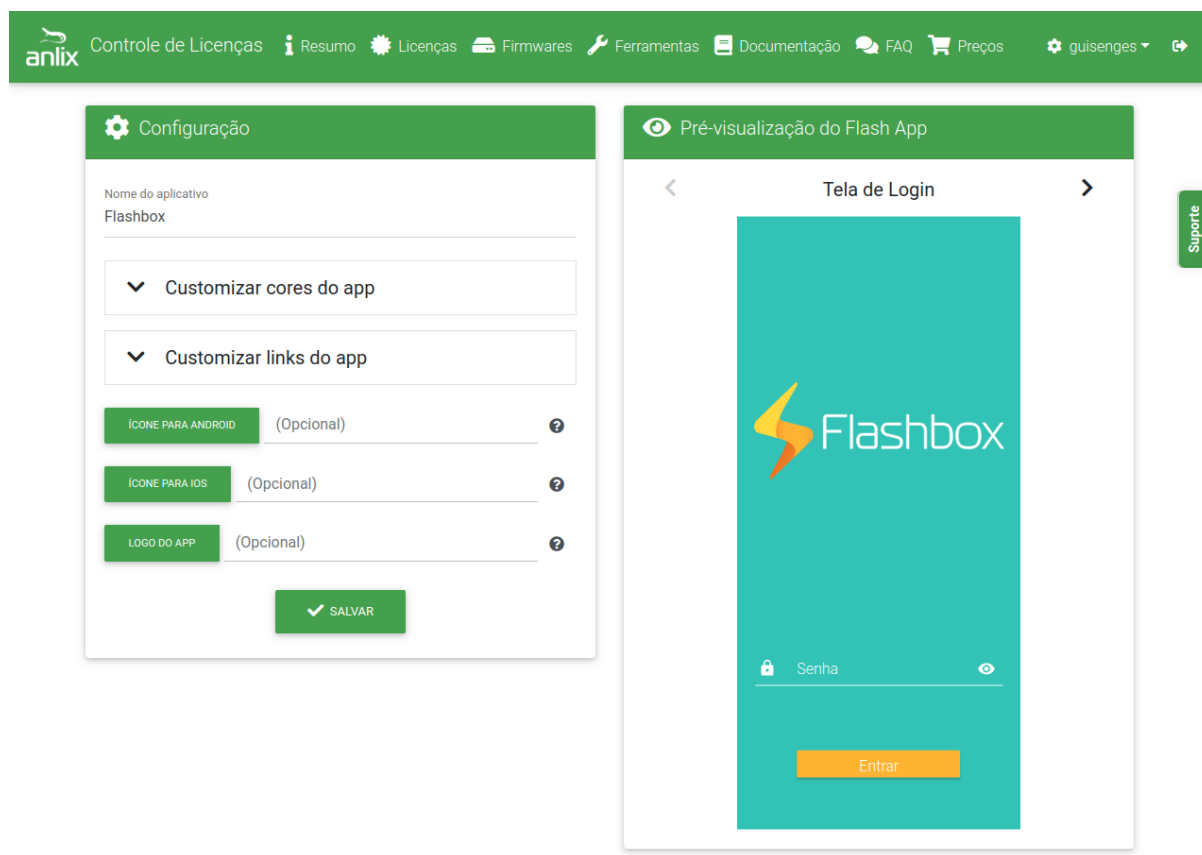 anlix Controle de Licenças Resumo Licenças Firmwares Ferramentas Documentação FAQ Preços guisenges
Configuração
Nome do aplicativo
Flashbox
Customizar cores do app
Customizar links do app
ÍCONE PARA ANDROID (Opcional)
ÍCONE PARA IOS (Opcional)
LOGO DO APP (Opcional)
SALVAR
Pré-visualização do Flash App
Tela de Login
Flashbox
Senha
Entrar
Suporte